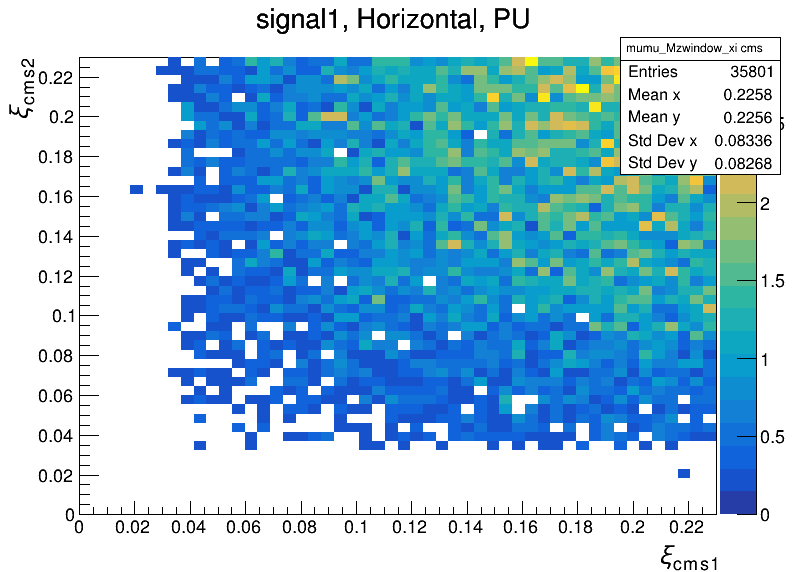 signal1, Horizontal, PU
mumu_Mzwindow_xi cms
Entries 35801
Mean x 0.2258
Mean y 0.2256
Std Dev x 0.08336
Std Dev y 0.08268
ξcms2
0.22
0.2
0.18
0.16
0.14
0.12
0.1
0.08
0.06
0.04
0.02
0
0 0.02 0.04 0.06 0.08 0.1 0.12 0.14 0.16 0.18 0.2 0.22
ξcms1
2
1.5
1
0.5
0